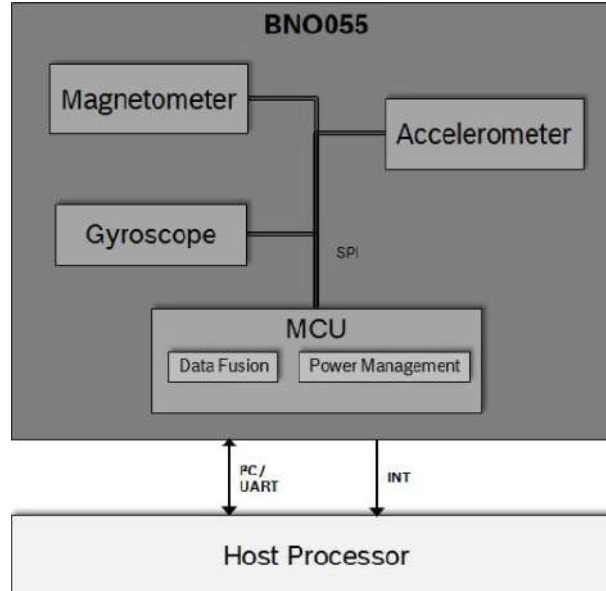 BNO055
Magnetometer
Accelerometer
Gyroscope
SPI
MCU
Data Fusion
Power Management
I²C/
UART
INT
Host Processor